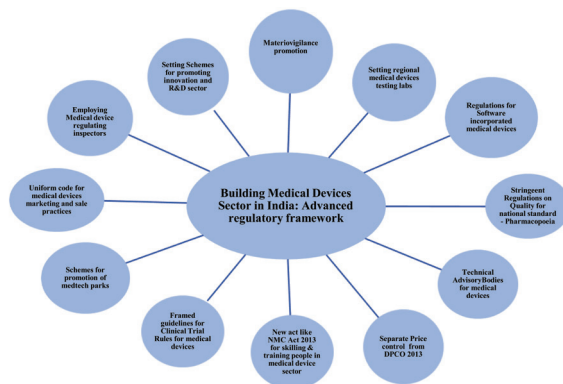 Materiovigilance
promotion
Setting regional
medical devices
testing labs
Regulations for
Software
incorporated
medical devices
Stringeent
Regulations on
Quality for
national standard
- Pharmacopoeia
Technical
AdvisoryBodies for
medical devices
Separate Price
control  from
DPCO 2013
New act like
NMC Act 2013
for skilling &
training people in
medical device
sector
Framed
guidelines for
Clinical Trial
Rules for medical
devices
Schemes for
promotion of
medtech parks
Uniform code for
medical devices
marketing and sale
practices
Employing
Medical device
regulating
inspectors
Setting Schemes
for promoting
innovation and
R&D sector
Building Medical Devices
Sector in India: Advanced
regulatory framework